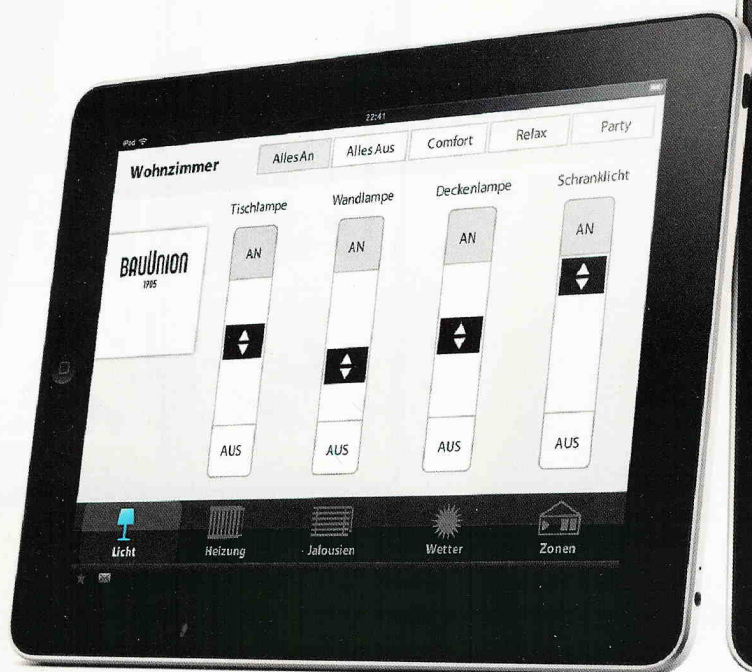 iPad
22:41
Wohnzimmer
AllesAn
Alles Aus
Comfort
Relax
Party
BAUUNION
1905
Tischlampe
Wandlampe
Deckenlampe
Schranklicht
AN
AN
AN
AN
AUS
AUS
AUS
AUS
Licht
Heizung
Jalousien
Wetter
Zonen